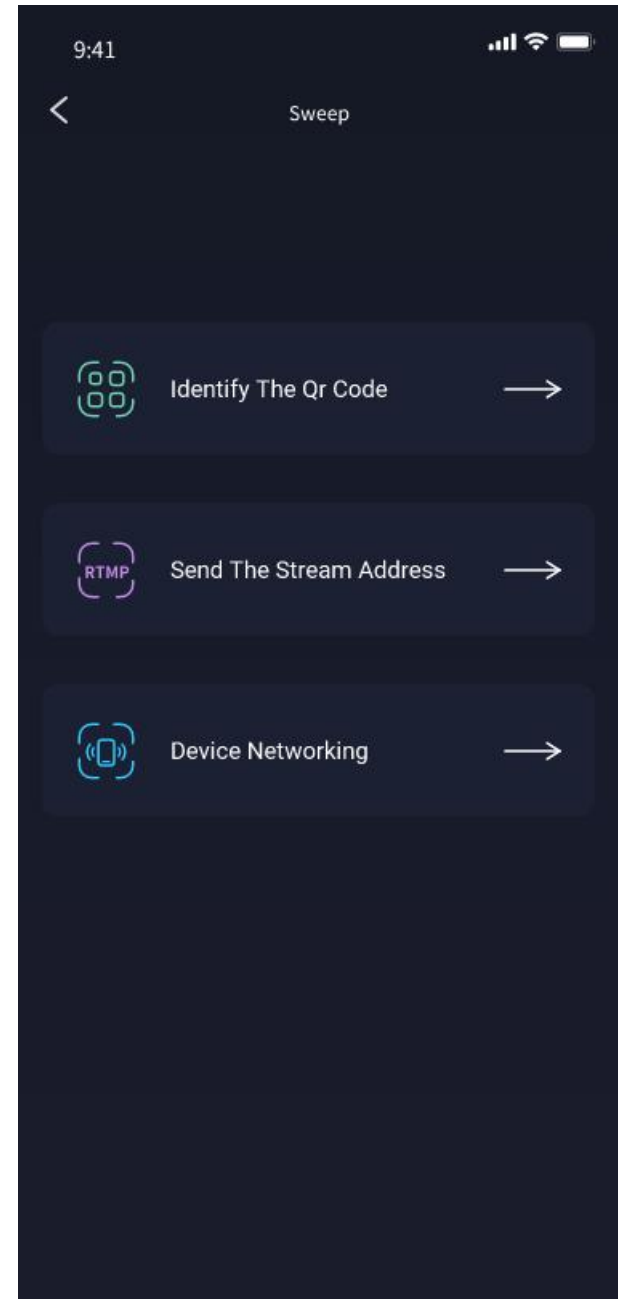 9:41
Sweep
Identify The Qr Code
RTMP
Send The Stream Address
Device Networking